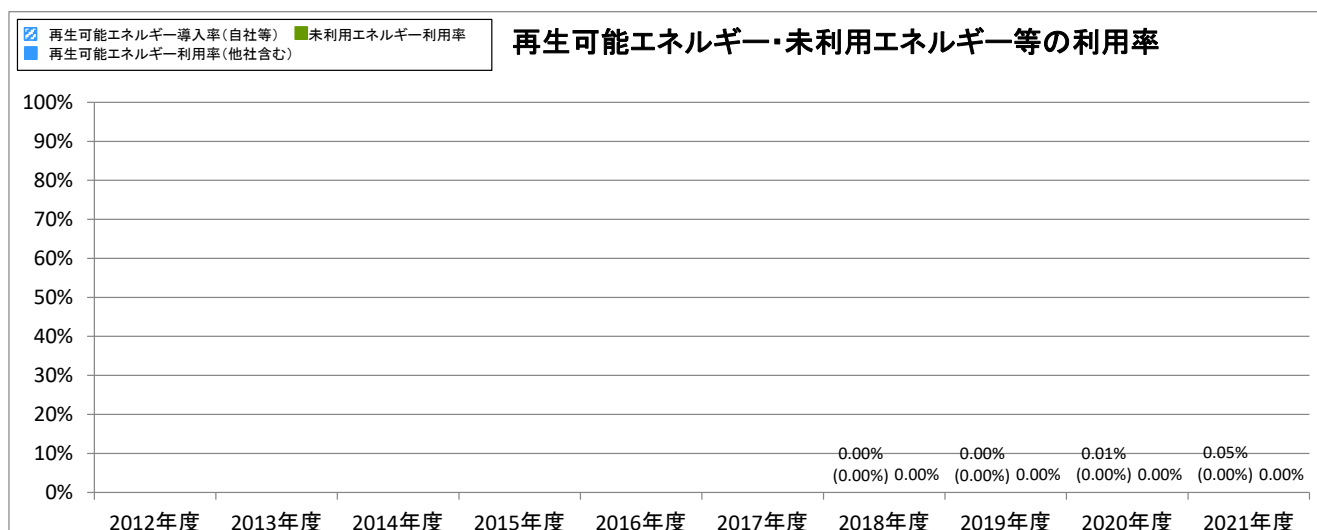 再生可能エネルギー導入率（自社等） 未利用エネルギー利用率
再生可能エネルギー利用率（他社含む）
再生可能エネルギー・未利用エネルギー等の利用率
100%
90%
80%
70%
60%
50%
40%
30%
20%
10%
0%
0.00% 0.00% 0.01% 0.05%
(0.00%) 0.00% (0.00%) 0.00% (0.00%) 0.00% (0.00%) 0.00%
2012年度 2013年度 2014年度 2015年度 2016年度 2017年度 2018年度 2019年度 2020年度 2021年度